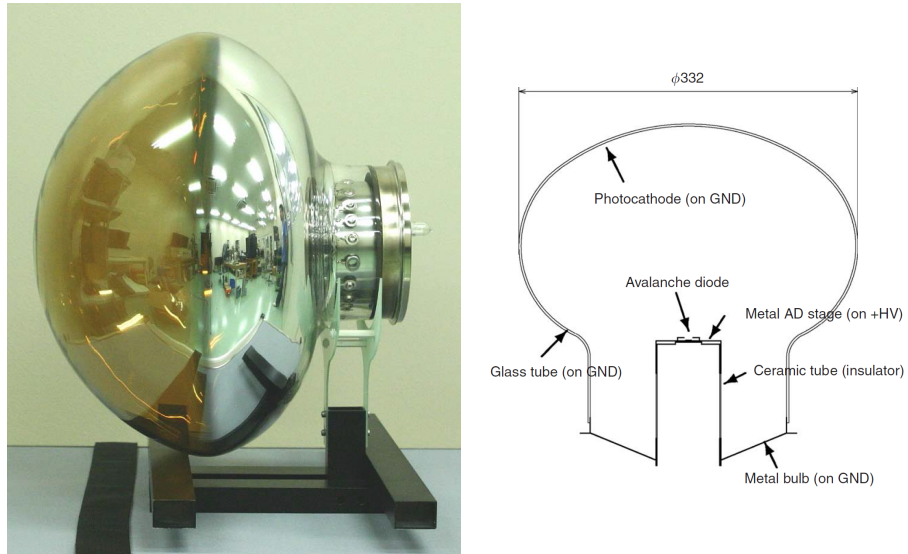 ϕ332
Photocathode (on GND)
Avalanche diode
Metal AD stage (on +HV)
Glass tube (on GND)
Ceramic tube (insulator)
Metal bulb (on GND)